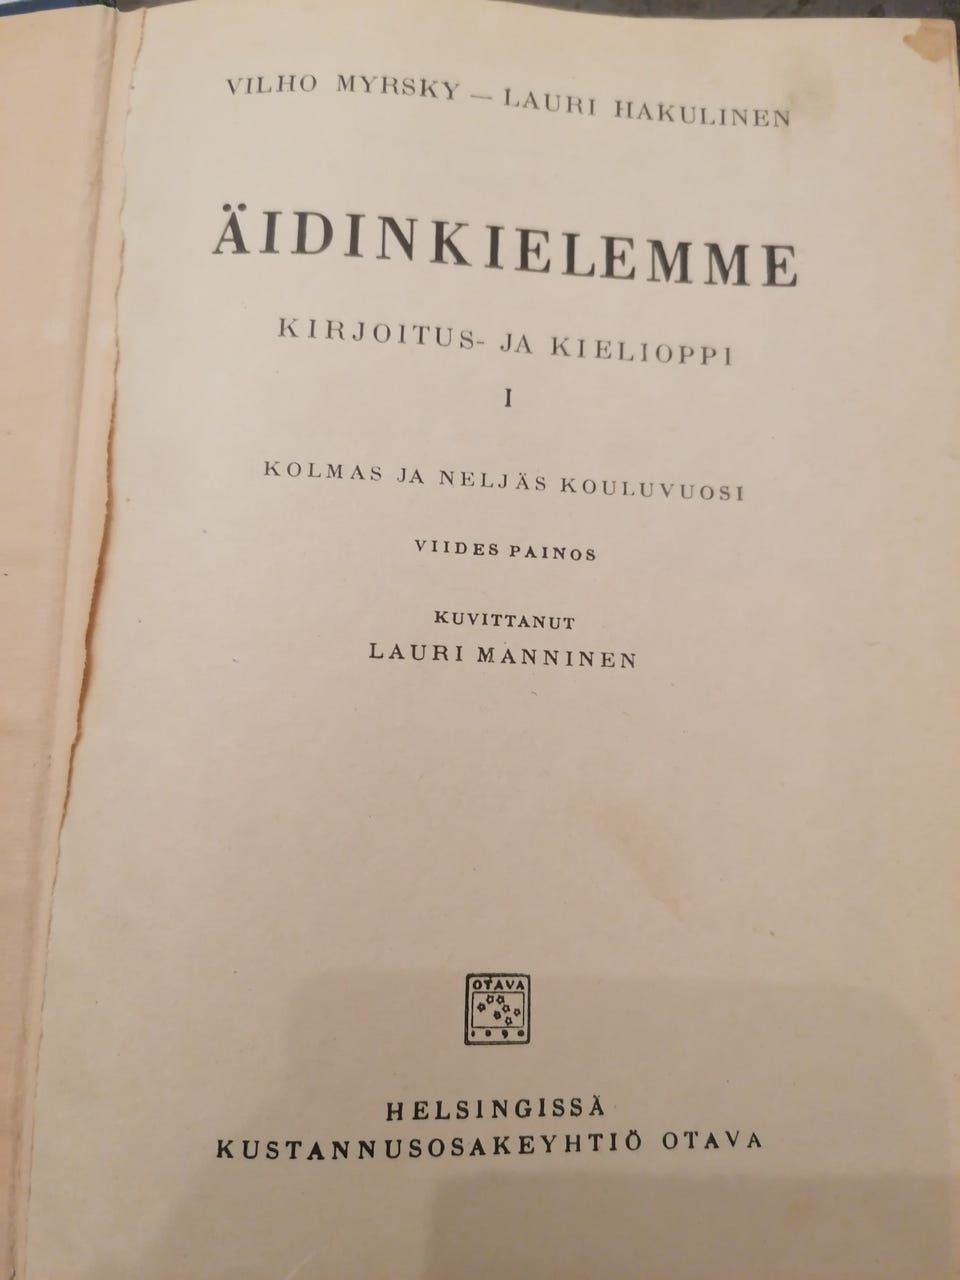 VILHO MYRSKY — LAURI HAKULINEN
ÄIDINKIELEMME
KIRJOITUS- JA KIELIOPPI
I
KOLMAS JA NELJÄS KOULUVUOSI
VIIDES PAINOS
KUVITTANUT
LAURI MANNINEN
OTAVA
1890
HELSINGISSÄ
KUSTANNUSOSAKEYHTIÖ OTAVA